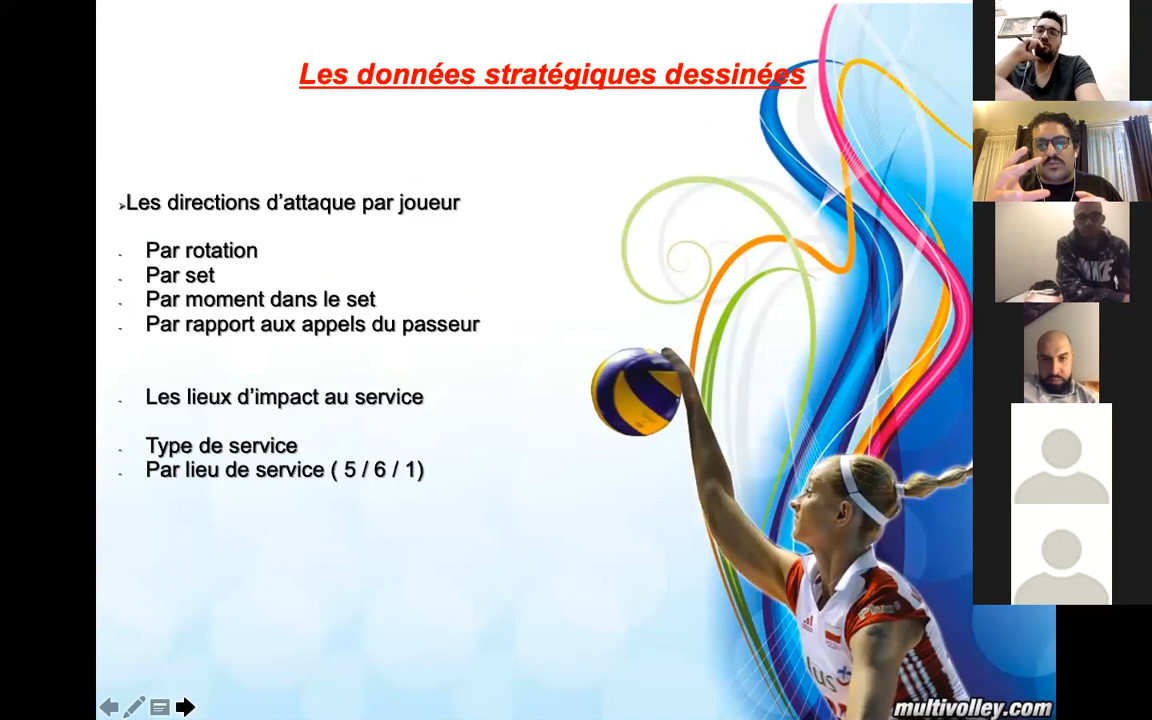 Les données stratégiques dessinées
Les directions d'attaque par joueur
- Par rotation
- Par set
- Par moment dans le set
- Par rapport aux appels du passeur
- Les lieux d'impact au service
- Type de service
- Par lieu de service ( 5 / 6 / 1)
Plus
lus
multivolley.com